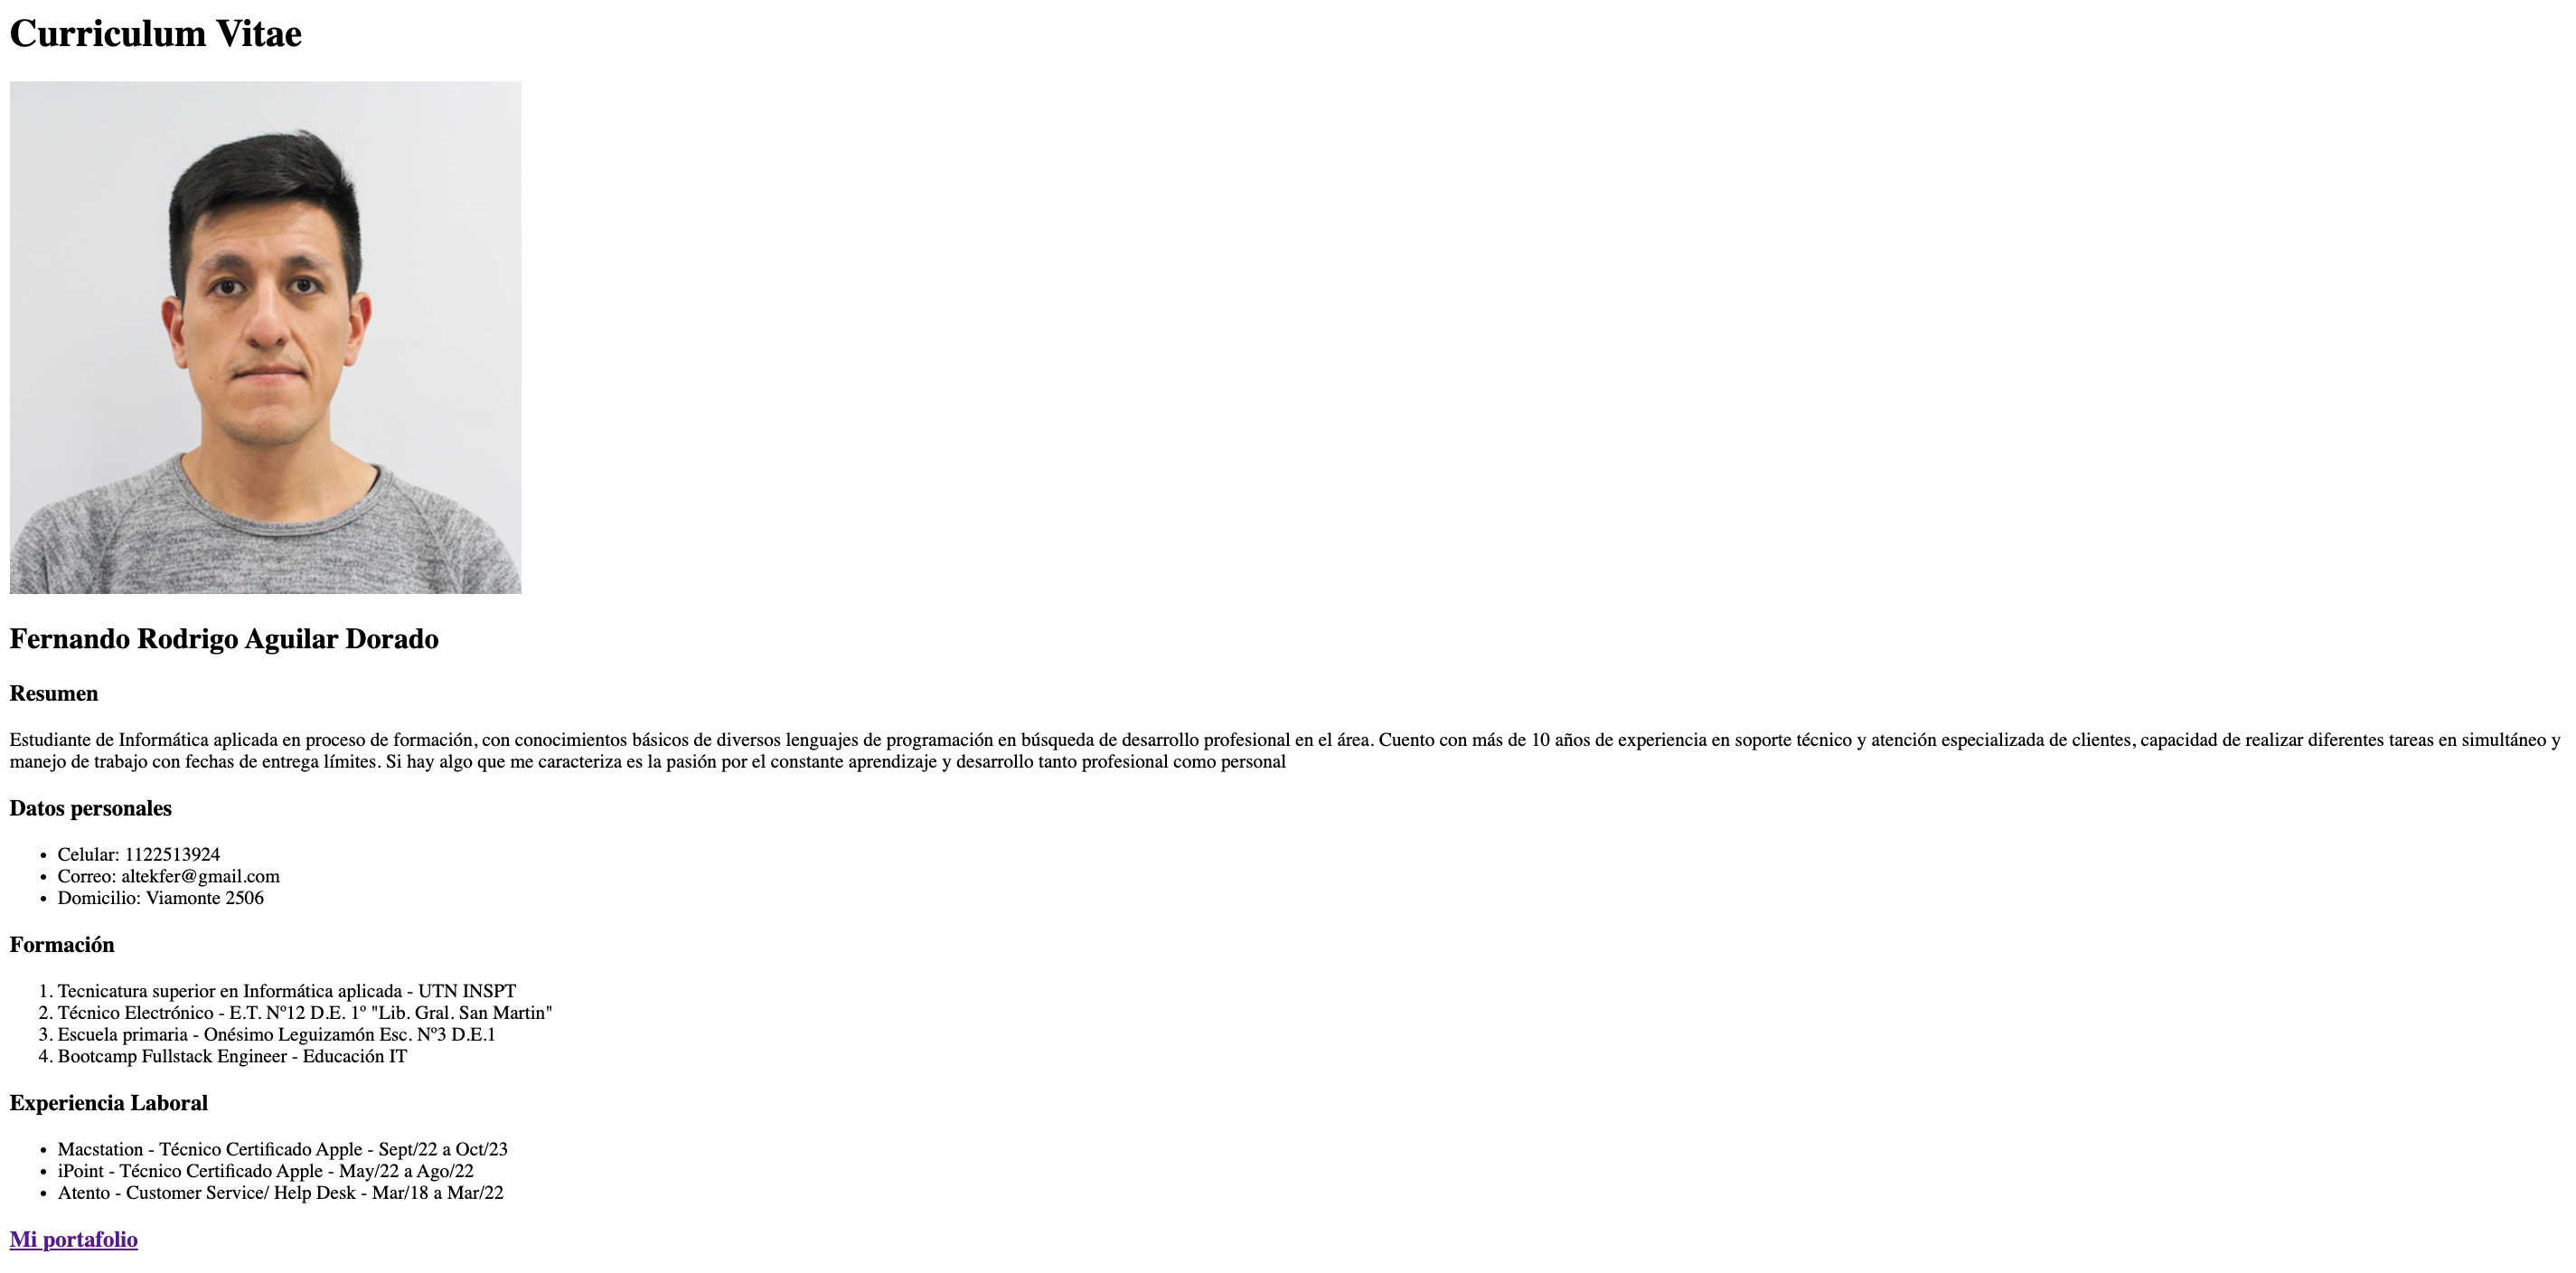 Curriculum Vitae
Fernando Rodrigo Aguilar Dorado
Resumen
Estudiante de Informática aplicada en proceso de formación, con conocimientos básicos de diversos lenguajes de programación en búsqueda de desarrollo profesional en el área. Cuento con más de 10 años de experiencia en soporte técnico y atención especializada de clientes, capacidad de realizar diferentes tareas en simultáneo y
manejo de trabajo con fechas de entrega límites. Si hay algo que me caracteriza es la pasión por el constante aprendizaje y desarrollo tanto profesional como personal
Datos personales
• Celular: 1122513924
• Correo: altekfer@gmail.com
• Domicilio: Viamonte 2506
Formación
1. Tecnicatura superior en Informática aplicada - UTN INSPT
2. Técnico Electrónico - E.T. Nº12 D.E. 1º "Lib. Gral. San Martin"
3. Escuela primaria - Onésimo Leguizamón Esc. Nº3 D.E.1
4. Bootcamp Fullstack Engineer - Educación IT
Experiencia Laboral
• Macstation - Técnico Certificado Apple - Sept/22 a Oct/23
• iPoint - Técnico Certificado Apple - May/22 a Ago/22
• Atento - Customer Service/ Help Desk - Mar/18 a Mar/22
Mi portafolio